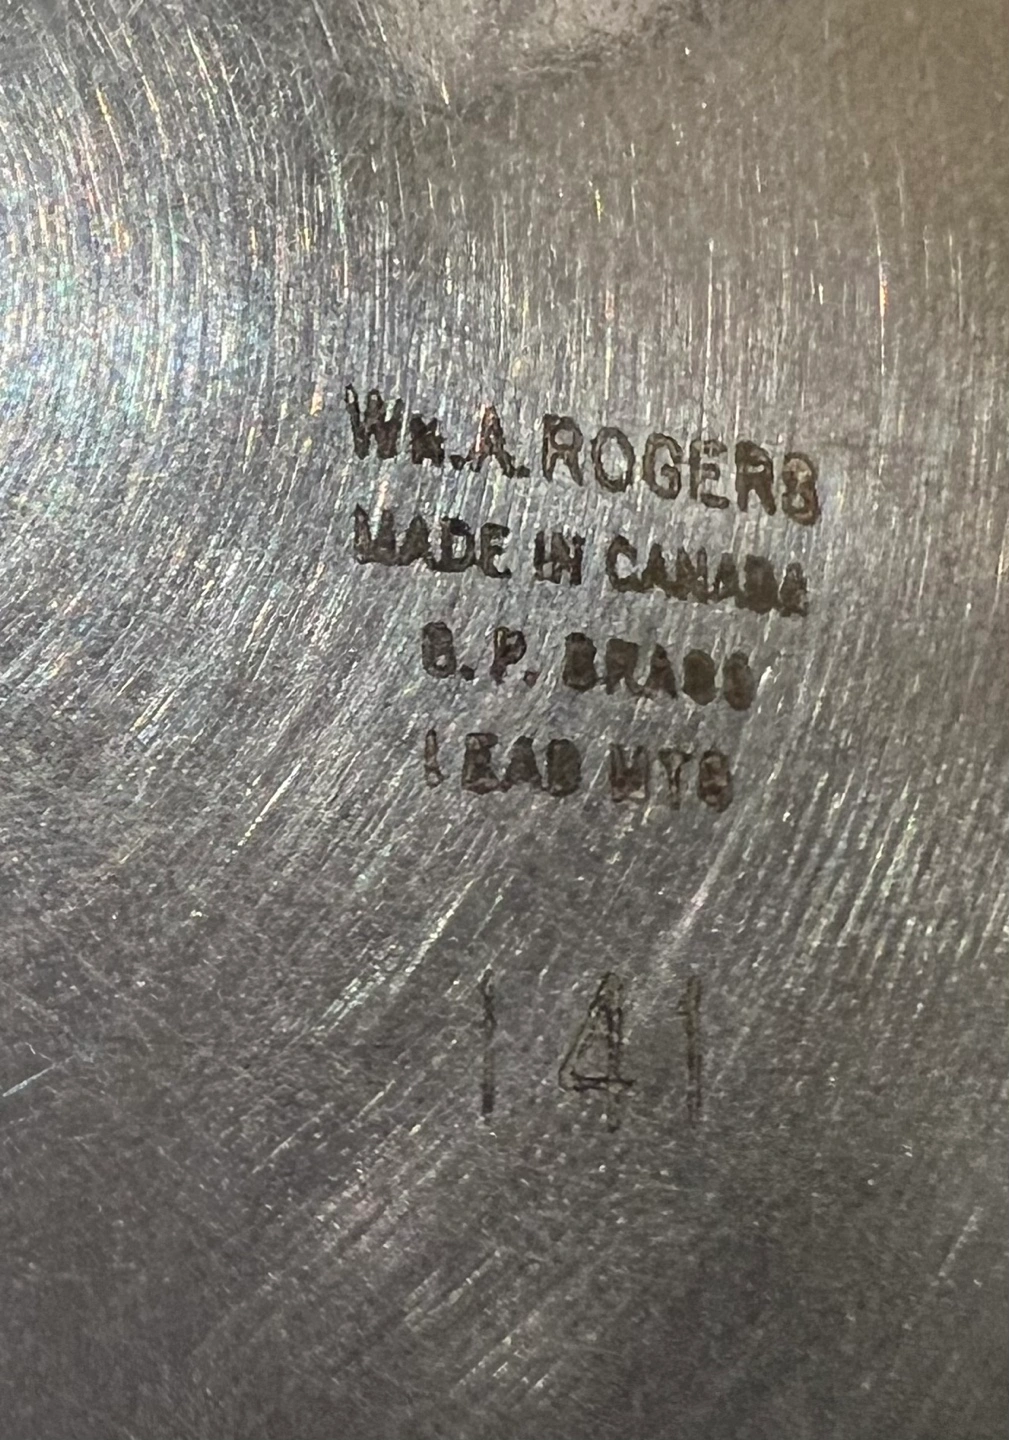 Wm. A. ROGERS
MADE IN CANADA
S. P. BRASS
LEAD MTS
141